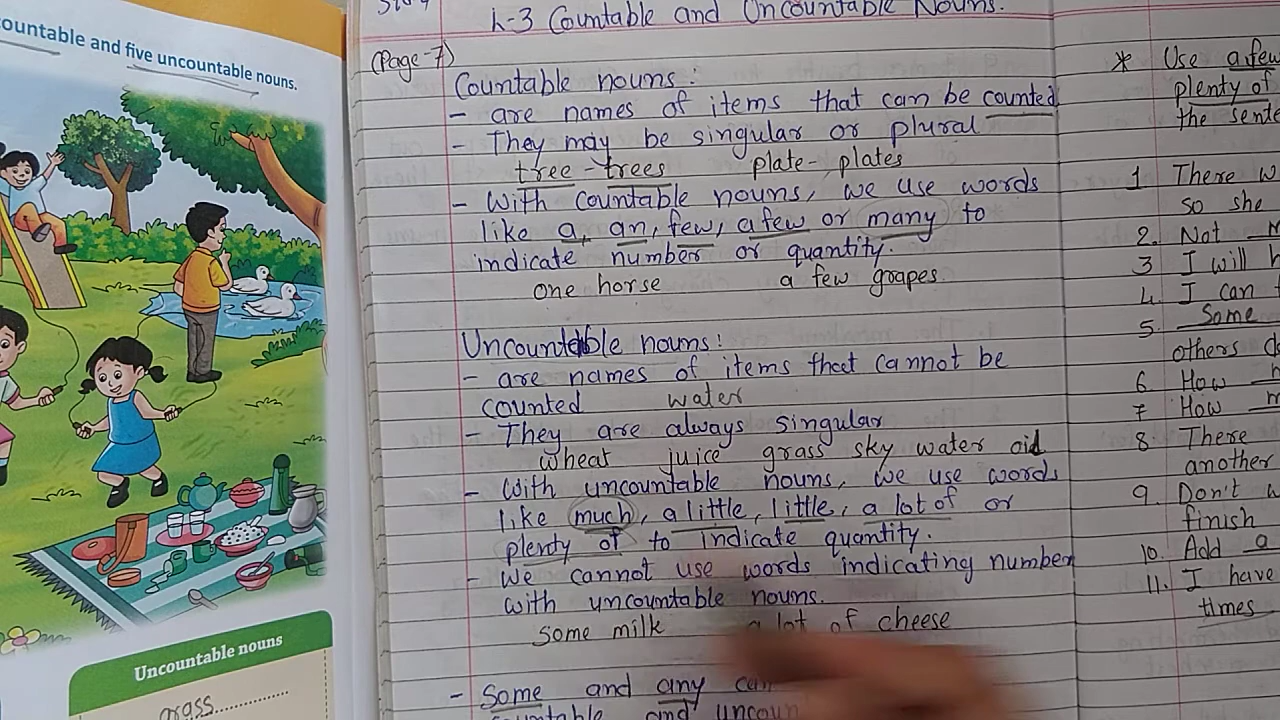 countable and five uncountable nouns.
Uncountable nouns
grass
L-3 Countable and Uncountable Nouns.
(Page-7)
Countable nouns:
- are names of items that can be counted
- They may be singular or plural
tree - trees plate - plates
- With countable nouns, we use words
like a, an, few, a few or many to
indicate number or quantity.
one horse a few grapes.
Uncountable nouns:
- are names of items that cannot be
counted water
- They are always singular
wheat juice grass sky water oil
- With uncountable nouns, we use words
like much, a little, little, a lot of or
plenty of to indicate quantity.
- We cannot use words indicating number
with uncountable nouns.
some milk a lot of cheese
- Some and any can
and uncoun
* Use a few
plenty of
the sente
1 There w
so she
2. Not
3 I will h
4. I can
5. Some
others d
6 How
7 How m
8. There
another
9 Don't w
finish
10. Add a
11. I have
times